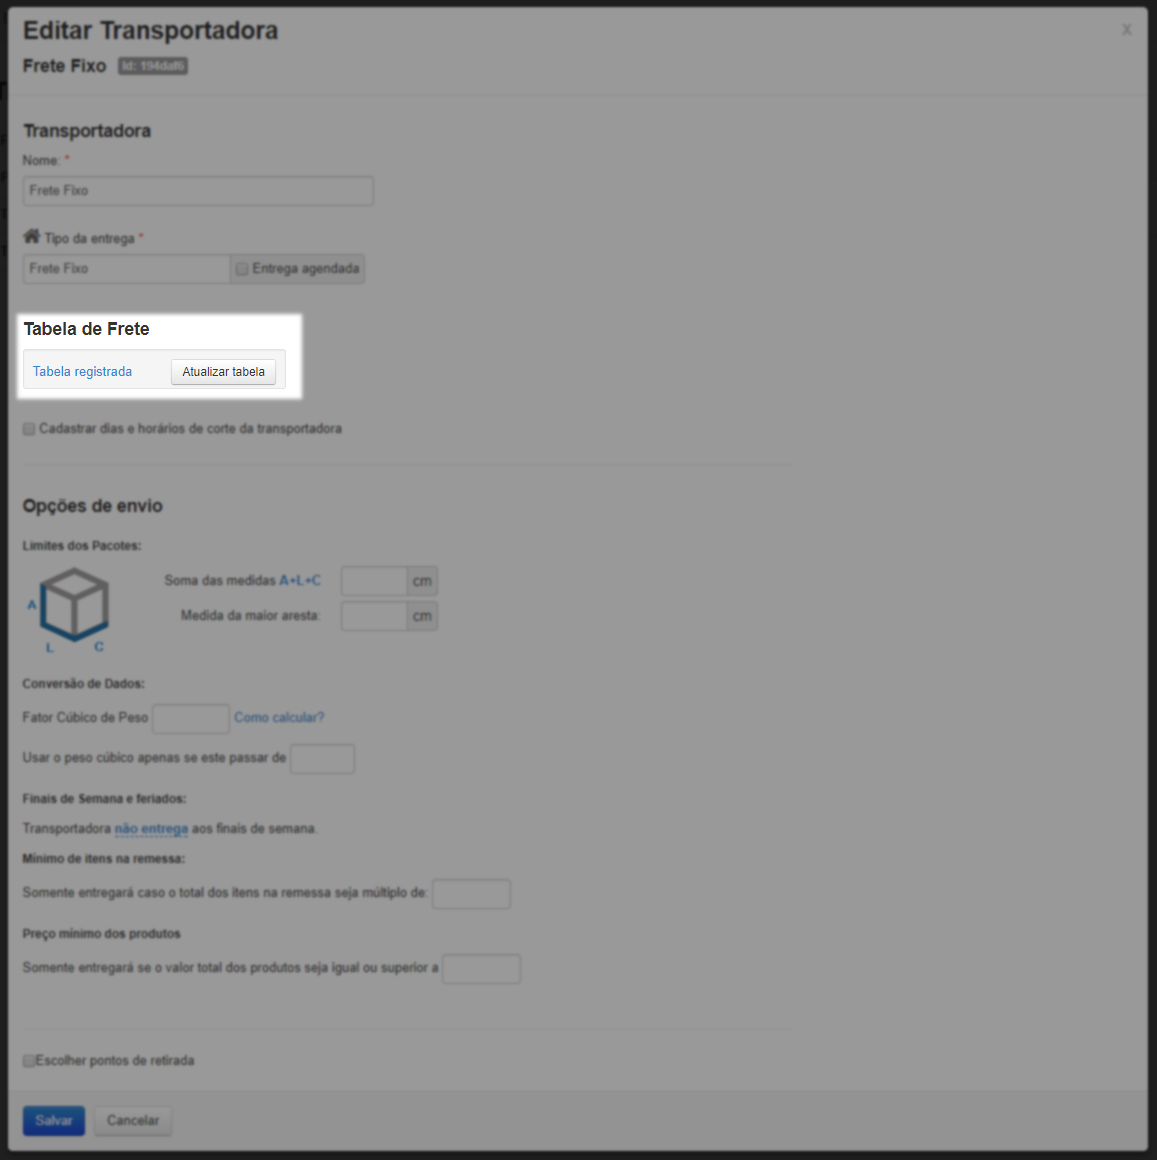 Editar Transportadora
X
Frete Fixo Id: 194daf6
Transportadora
Nome: *
Frete Fixo
Tipo da entrega *
Frete Fixo Entrega agendada
Tabela de Frete
Tabela registrada Atualizar tabela
Cadastrar dias e horários de corte da transportadora
Opções de envio
Limites dos Pacotes:
Soma das medidas A+L+C cm
Medida da maior aresta: cm
A
L C
Conversão de Dados:
Fator Cúbico de Peso Como calcular?
Usar o peso cúbico apenas se este passar de
Finais de Semana e feriados:
Transportadora não entrega aos finais de semana.
Mínimo de itens na remessa:
Somente entregará caso o total dos itens na remessa seja múltiplo de:
Preço mínimo dos produtos
Somente entregará se o valor total dos produtos seja igual ou superior a
Escolher pontos de retirada
Salvar Cancelar